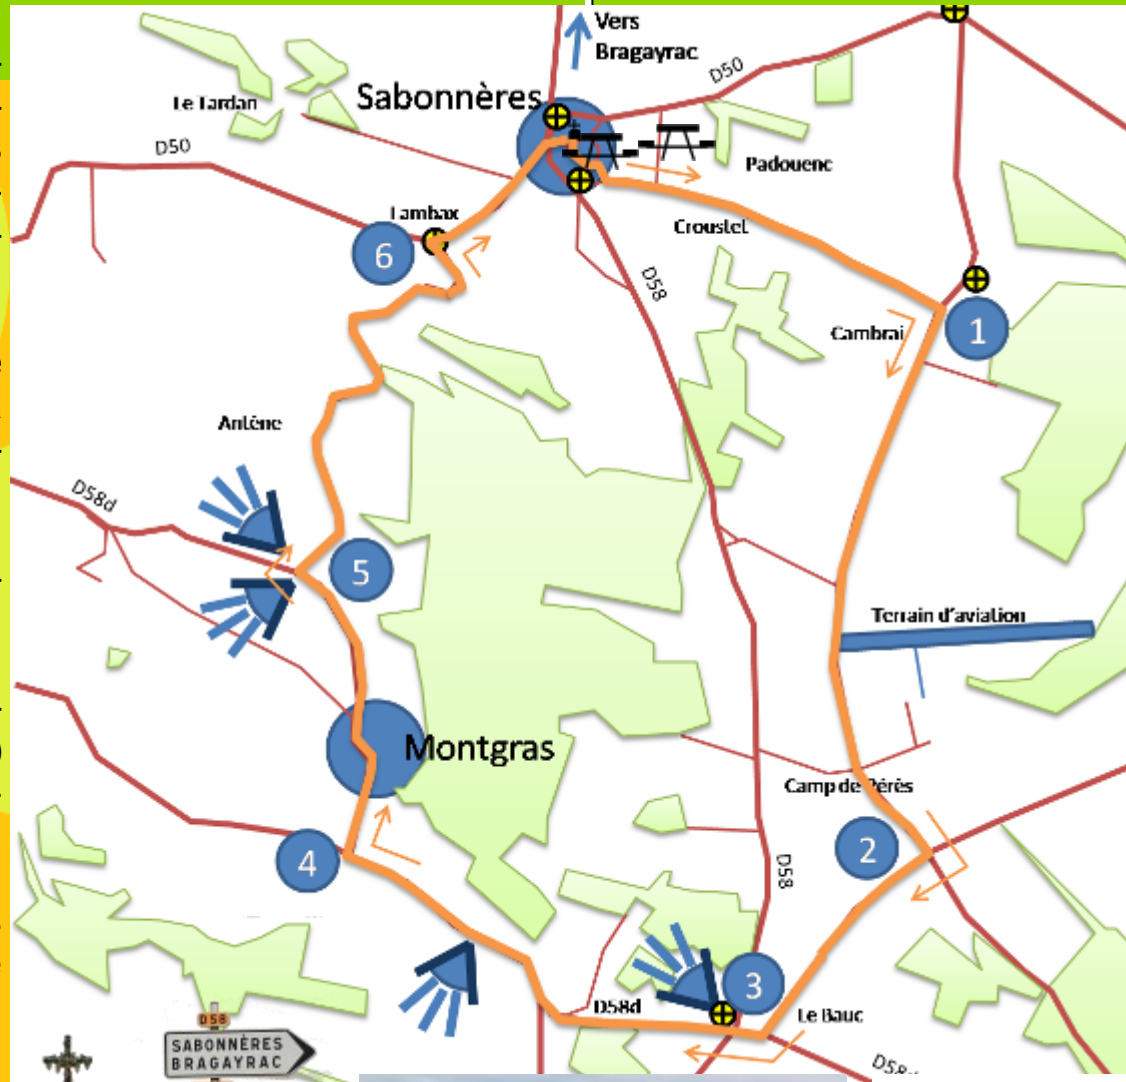 Vers
Bragayrac
D50
Sabonnères
Le Tardan
D50
Padouenc
Lambax
Croustet
6
D58
1
Cambrai
Antène
D58d
5
Terrain d'aviation
Montgras
Camp de Pérès
2
4
D58
3
D58d
Le Bauc
D58
SABONNÈRES
BRAGAYRAC